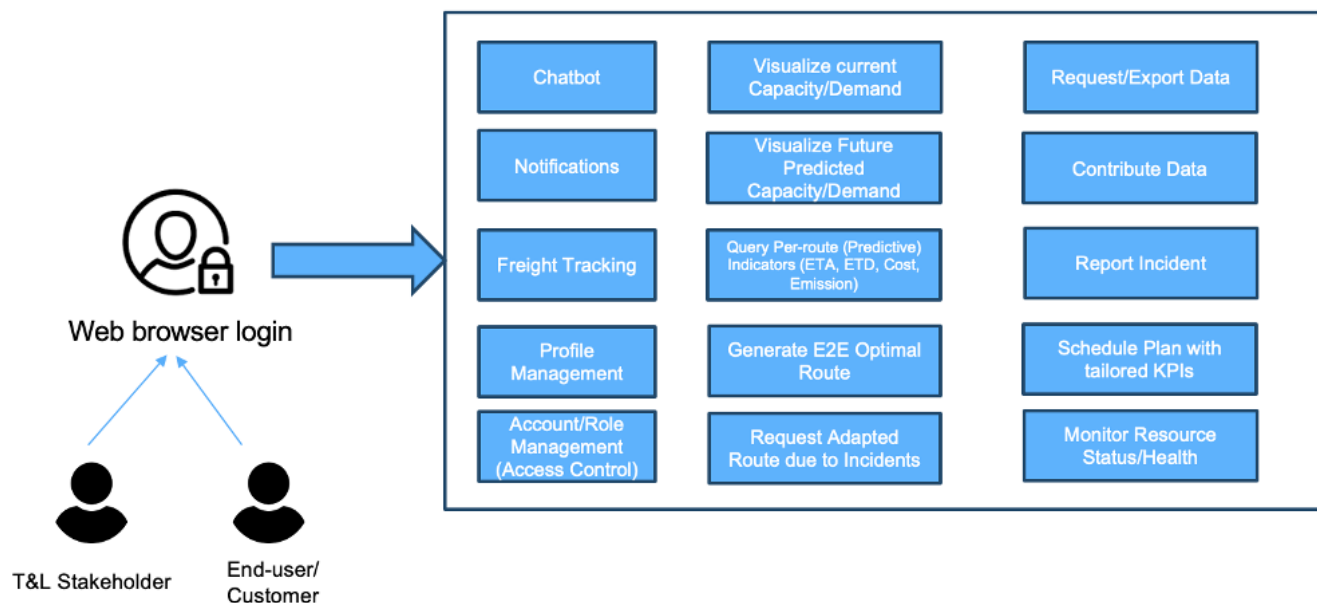 Chatbot
Visualize current
Capacity/Demand
Request/Export Data
Notifications
Visualize Future
Predicted
Capacity/Demand
Contribute Data
Freight Tracking
Query Per-route (Predictive)
Indicators (ETA, ETD, Cost,
Emission)
Report Incident
Web browser login
Profile
Management
Generate E2E Optimal
Route
Schedule Plan with
tailored KPIs
Account/Role
Management
(Access Control)
Request Adapted
Route due to Incidents
Monitor Resource
Status/Health
T&L Stakeholder
End-user/
Customer